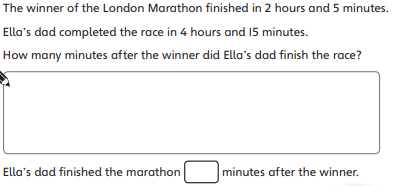 The winner of the London Marathon finished in 2 hours and 5 minutes.
Ella's dad completed the race in 4 hours and 15 minutes.
How many minutes after the winner did Ella's dad finish the race?
Ella's dad finished the marathon minutes after the winner.